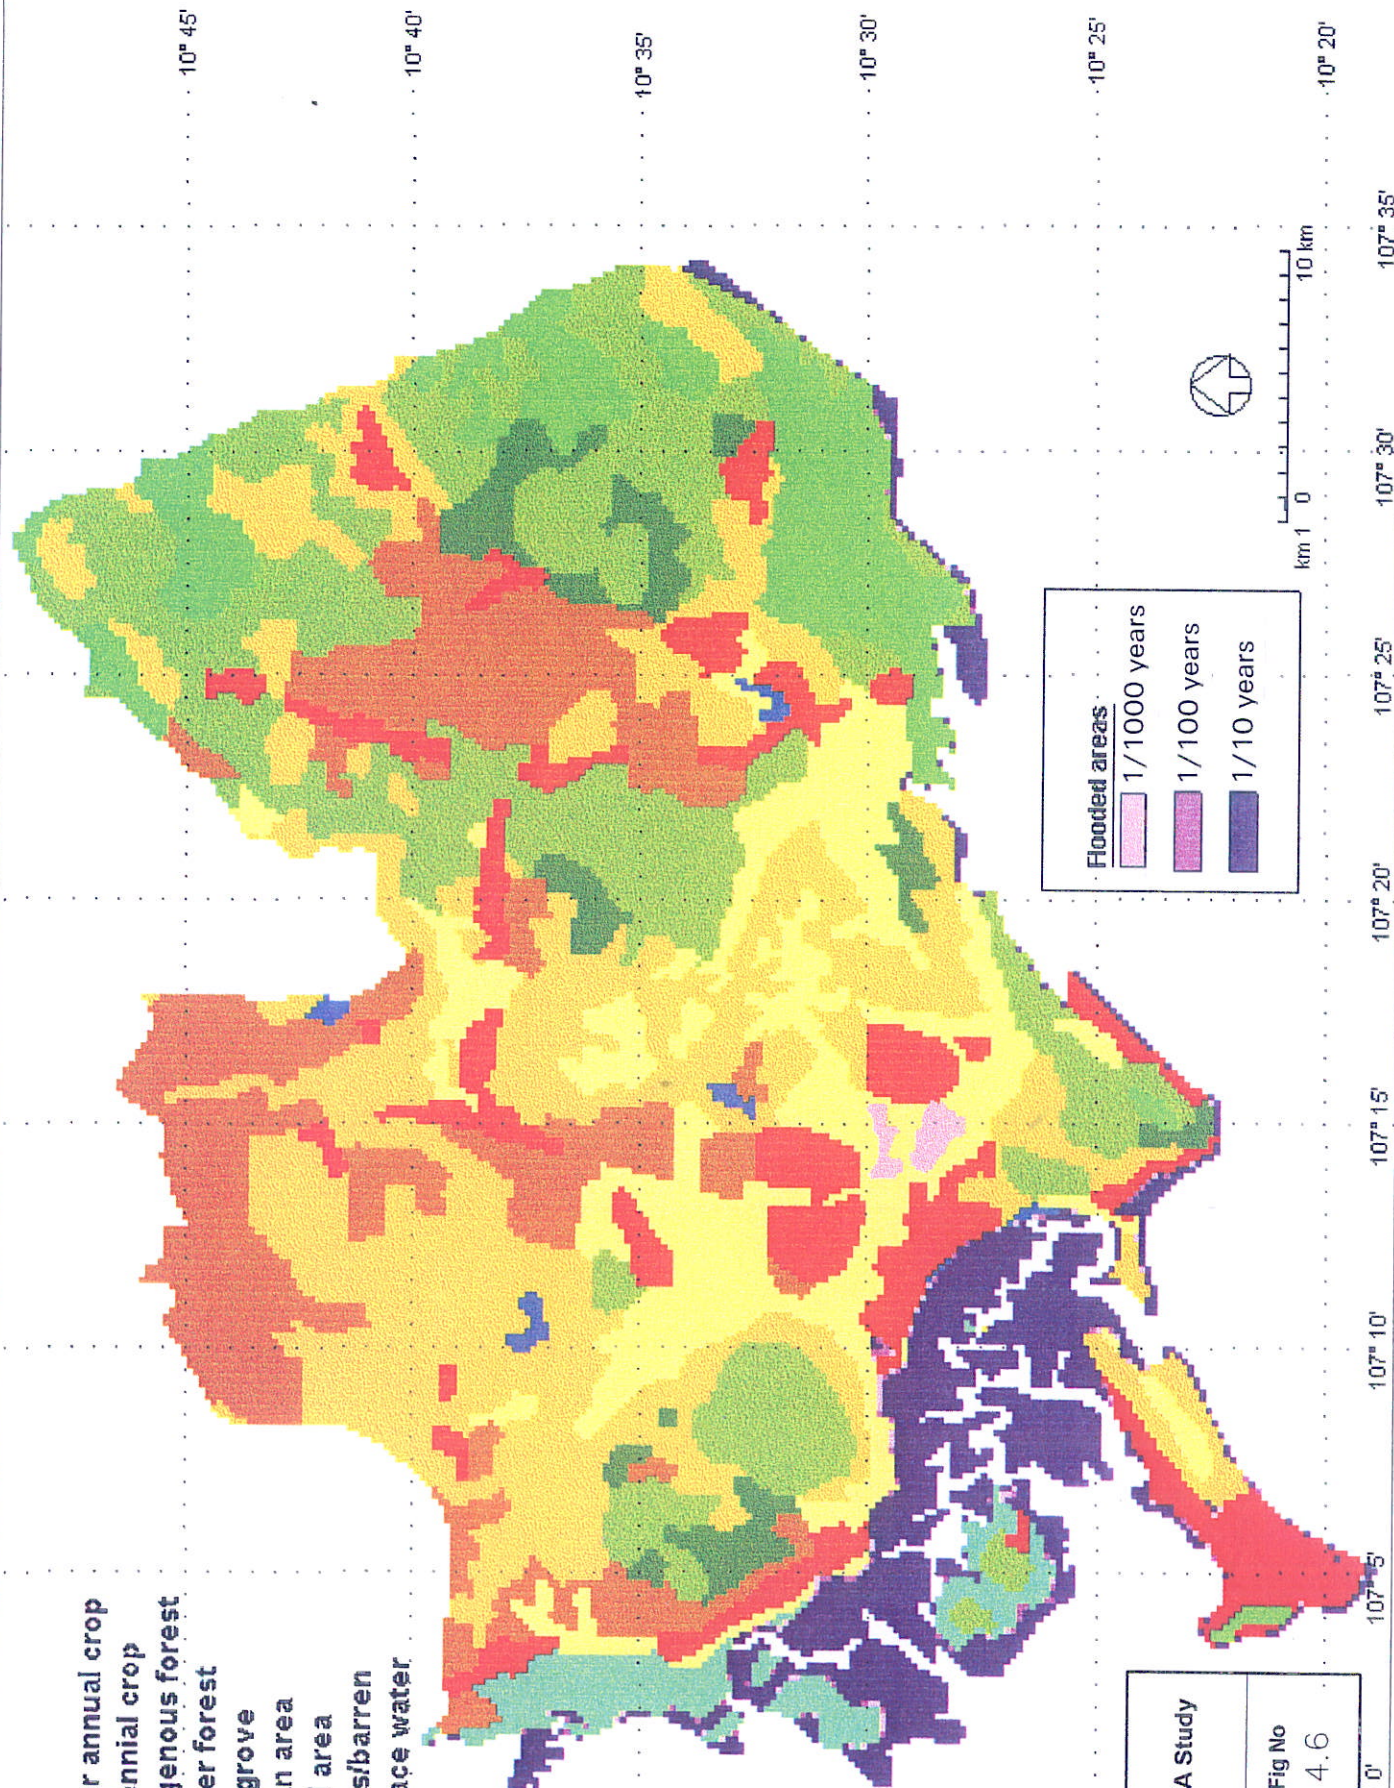 r annual crop
ennial crop
genous forest
er forest
grove
n area
l area
s/barren
ace water
10° 45'
10° 40'
10° 35'
10° 30'
10° 25'
10° 20'
107° 35'
107° 30'
107° 25'
107° 20'
107° 15'
107° 10'
107° 5'
0'
km 1 0 10 km
Flooded areas
1/1000 years
1/100 years
1/10 years
A Study
Fig No
4.6